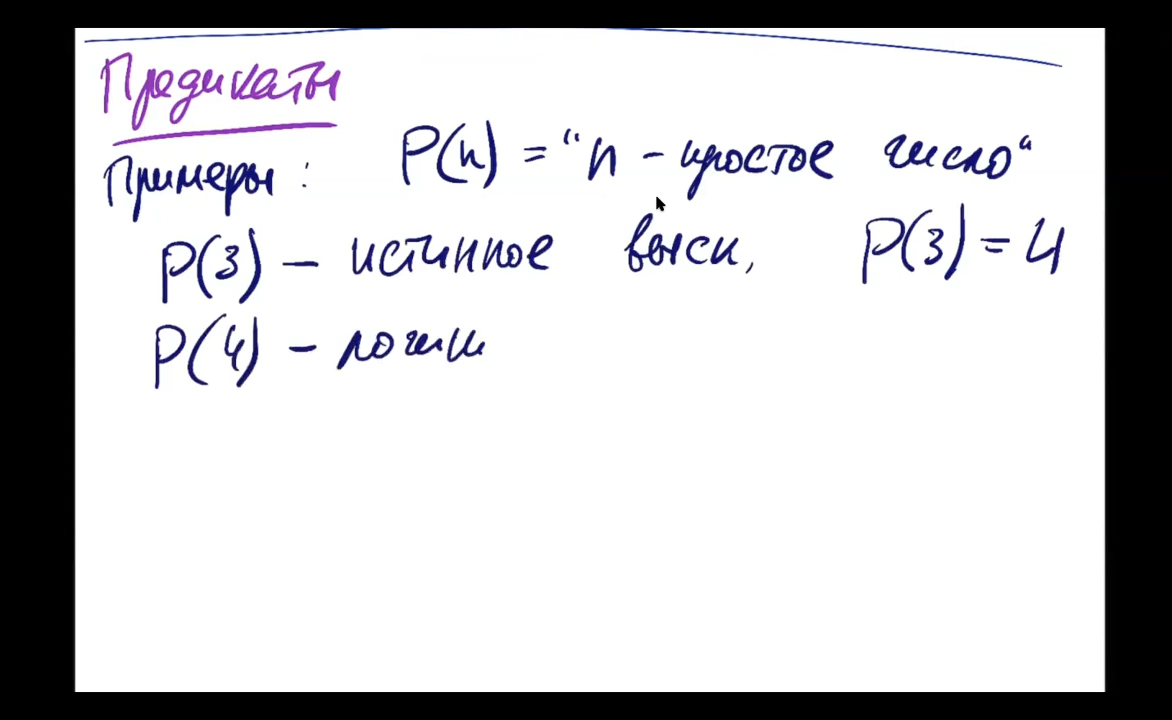 Предикаты
Примеры: P(n) = “n - простое число“
P(3) – истинное выск, P(3) = И
P(4) – ложн